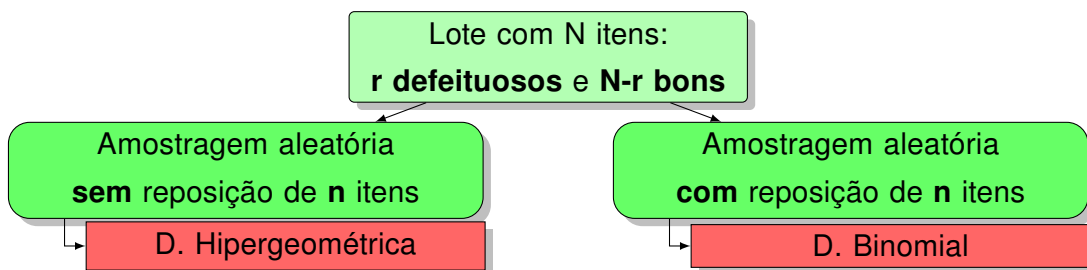 Lote com N itens:
r defeituosos e N-r bons
Amostragem aleatória
sem reposição de n itens
D. Hipergeométrica
Amostragem aleatória
com reposição de n itens
D. Binomial